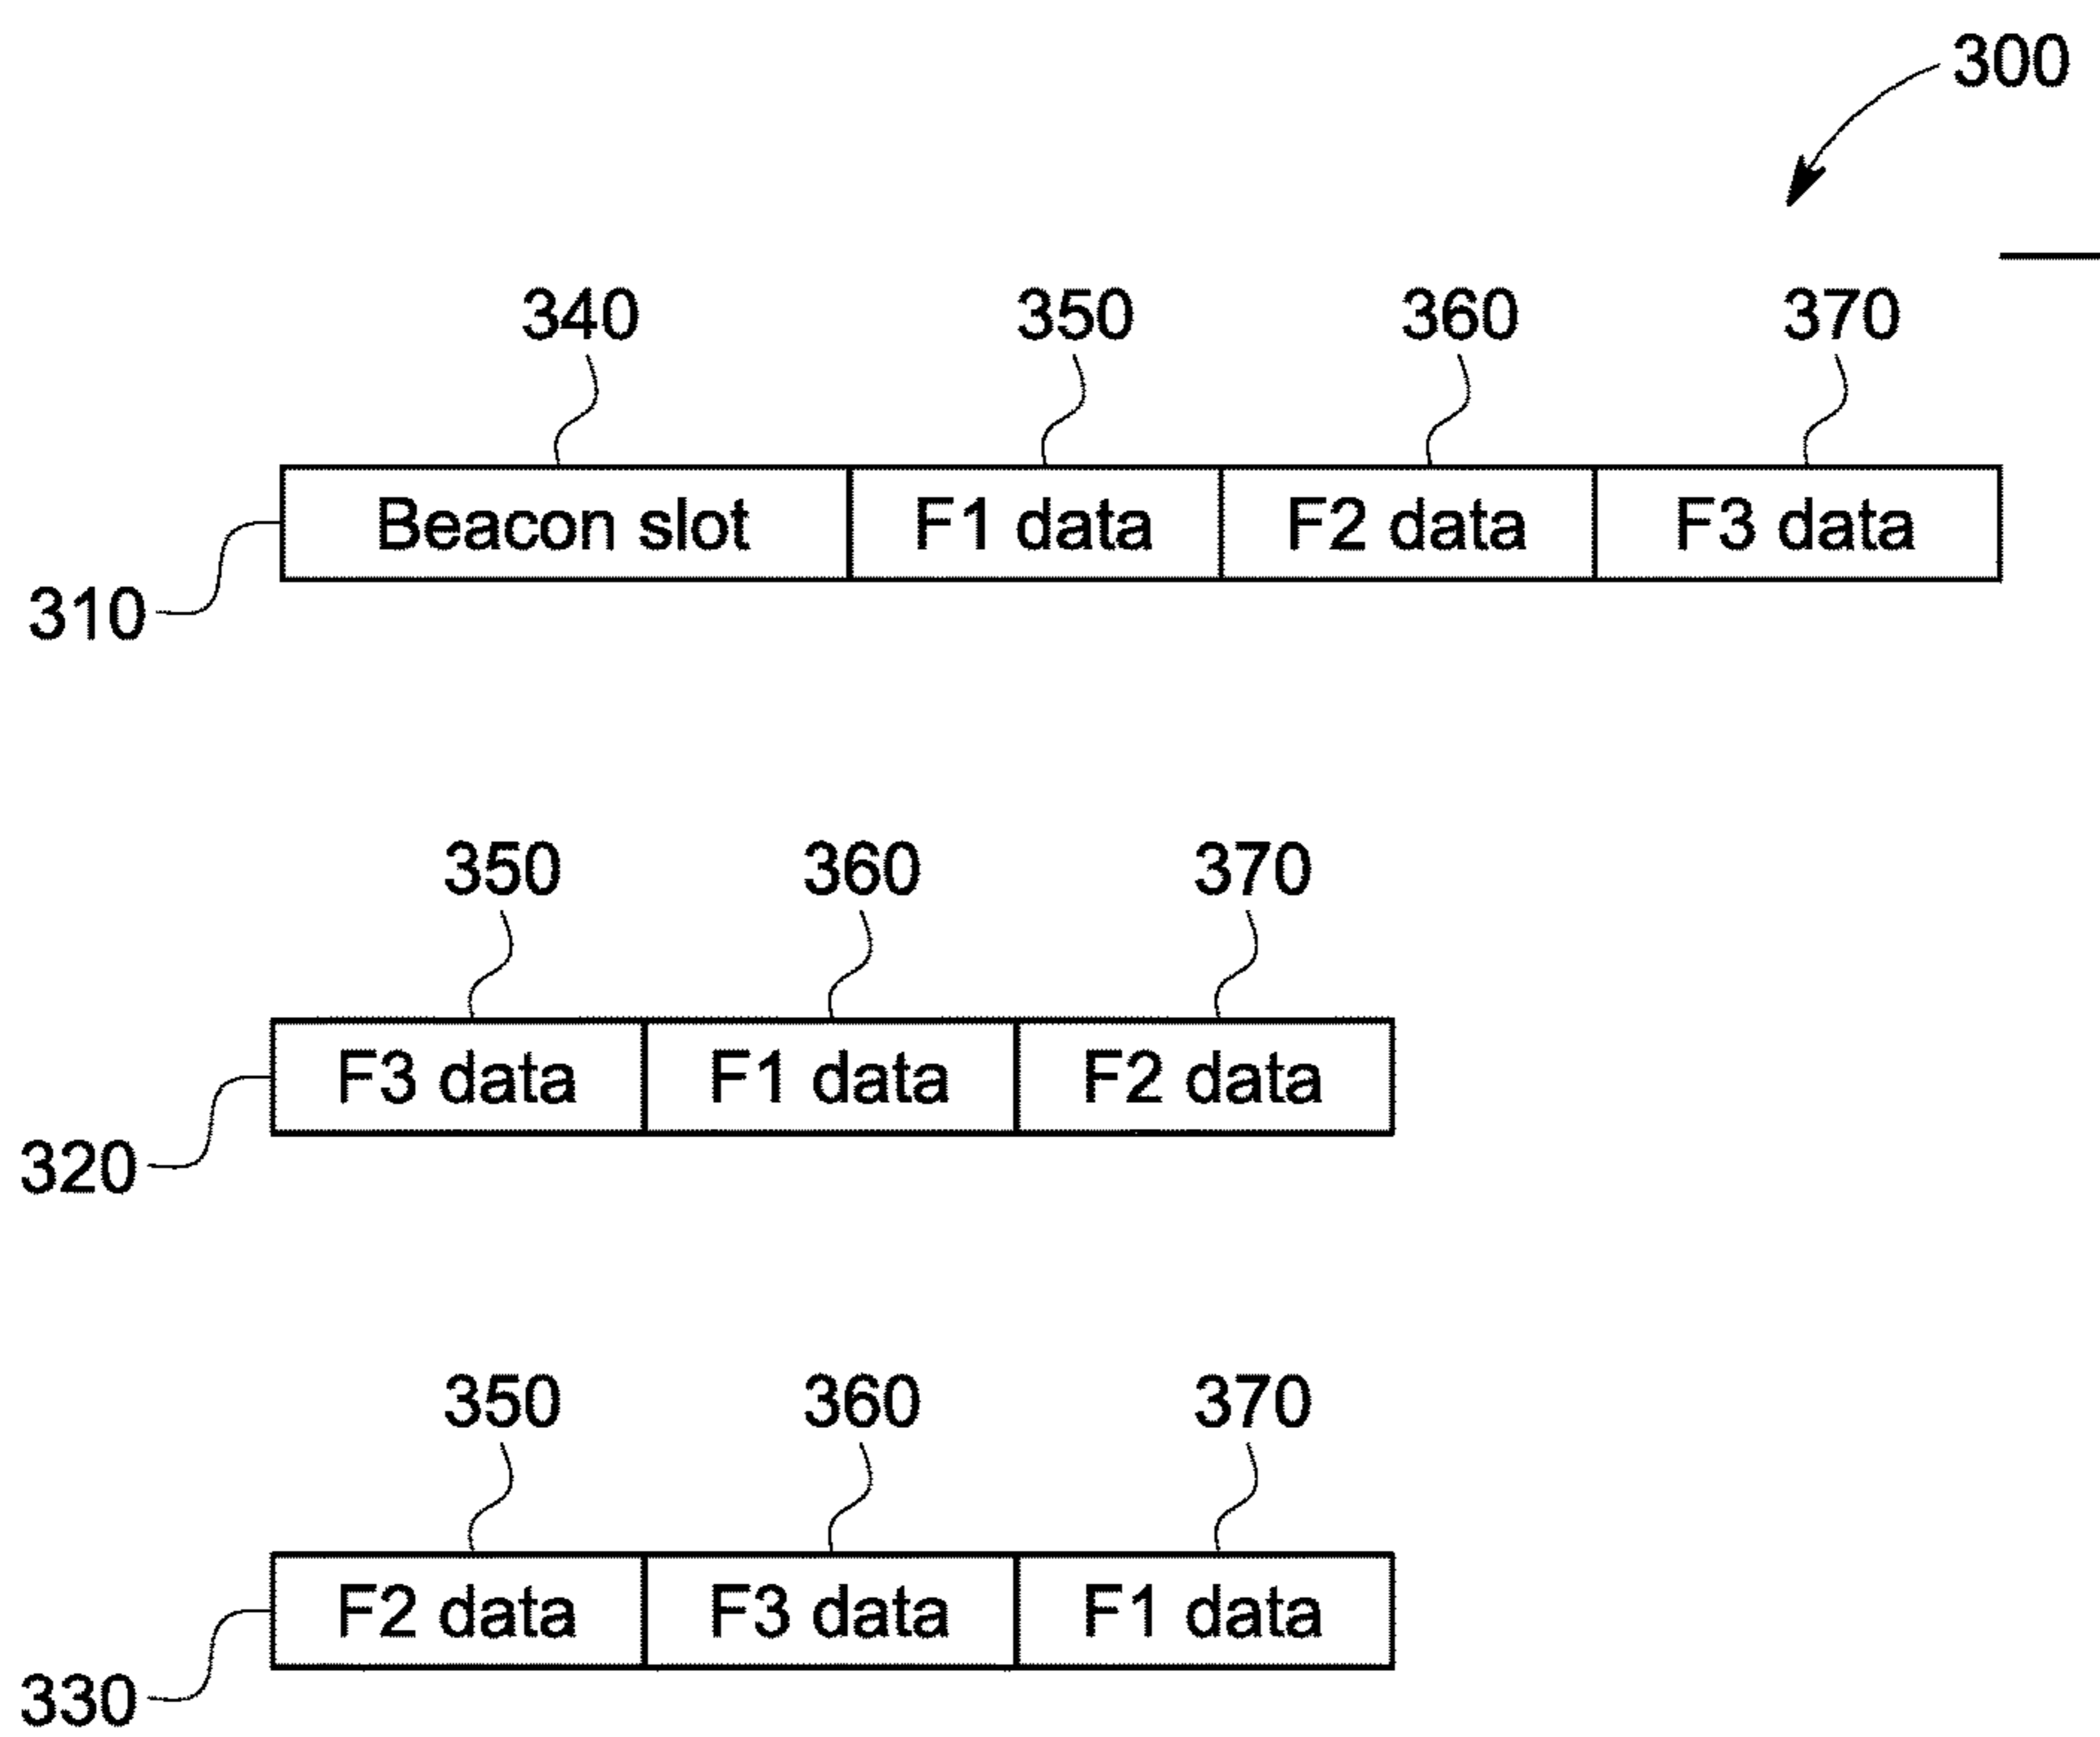 300
340 350 360 370
Beacon slot F1 data F2 data F3 data
310
350 360 370
F3 data F1 data F2 data
320
350 360 370
F2 data F3 data F1 data
330